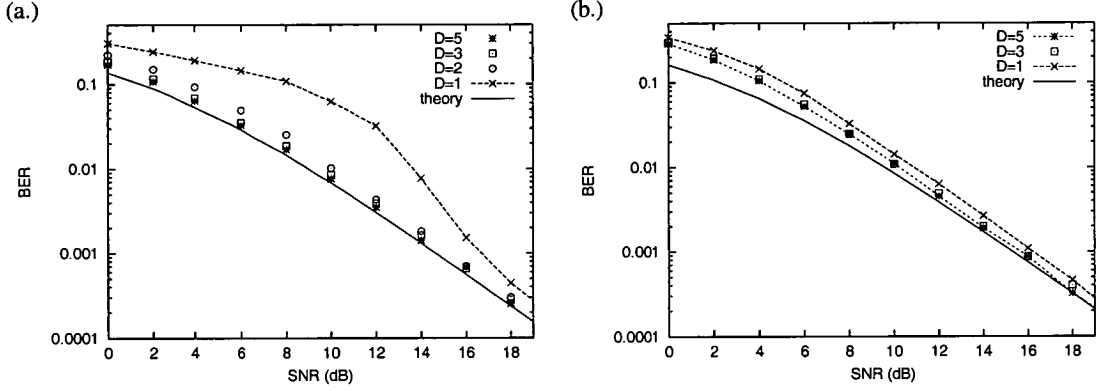 (a.)
D=5
D=3
D=2
D=1
theory
BER
0.1
0.01
0.001
0.0001
0 2 4 6 8 10 12 14 16 18
SNR (dB)
(b.)
D=5
D=3
D=1
theory
BER
0.1
0.01
0.001
0.0001
0 2 4 6 8 10 12 14 16 18
SNR (dB)